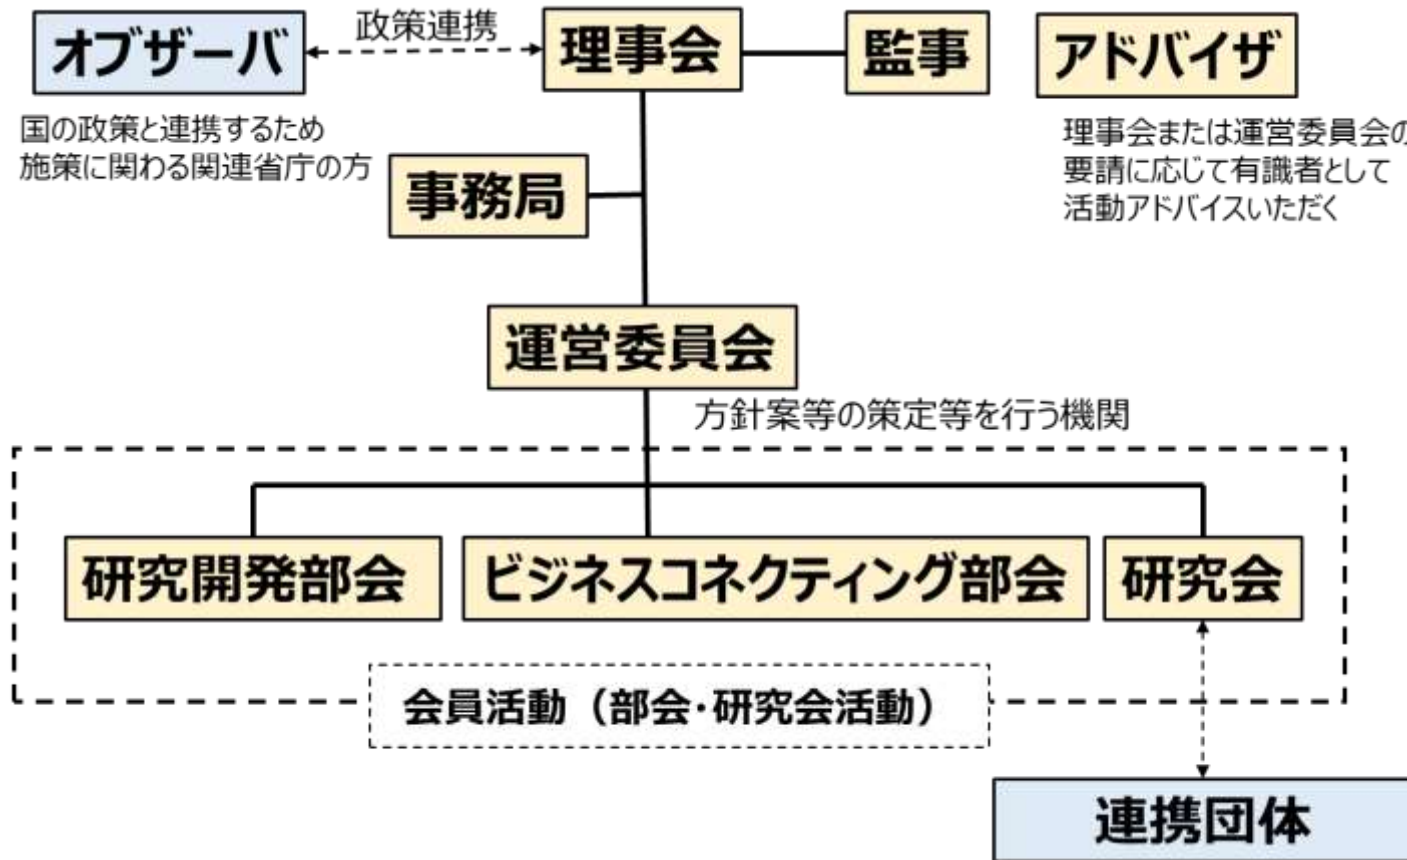 オブザーバ
政策連携
理事会
監事
アドバイザ
国の政策と連携するため
施策に関わる関連省庁の方
理事会または運営委員会の
要請に応じて有識者として
活動アドバイスいただく
事務局
運営委員会
方針案等の策定等を行う機関
研究開発部会
ビジネスコネクティング部会
研究会
会員活動（部会・研究会活動）
連携団体